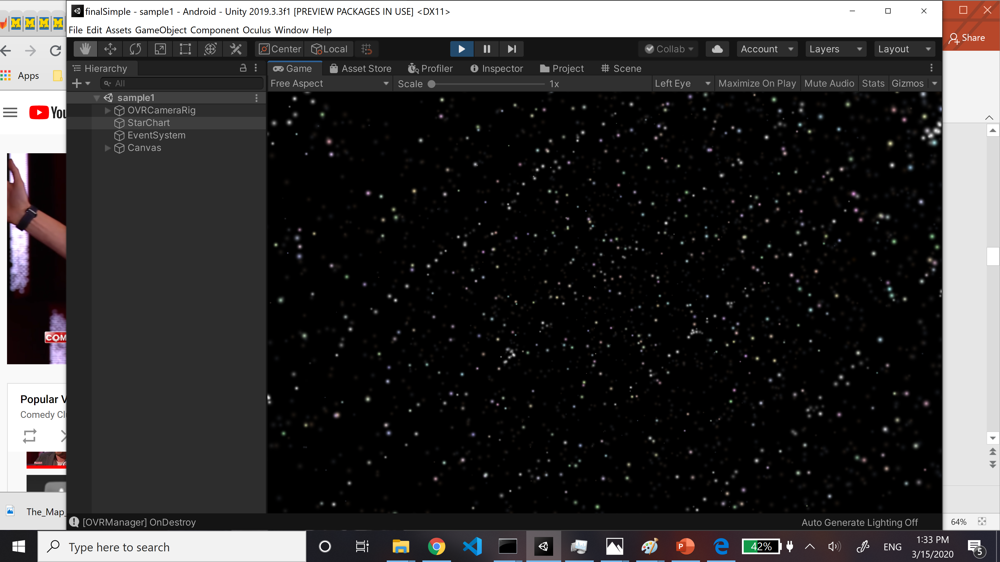 finalSimple - sample1 - Android - Unity 2019.3.3f1 [PREVIEW PACKAGES IN USE] <DX11>
File Edit Assets GameObject Component Oculus Window Help
Share
Center Local Collab Account Layers Layout
Hierarchy Game Asset Store Profiler Inspector Project Scene
Apps
All Free Aspect Scale 1x Left Eye Maximize On Play Mute Audio Stats Gizmos
sample1
OVRCameraRig
StarChart
EventSystem
Canvas
You
COM
Popular V
Comedy Clu
The_Map_
[OVRManager] OnDestroy Auto Generate Lighting Off 64%
Type here to search 42% ENG 1:33 PM
3/15/2020 5